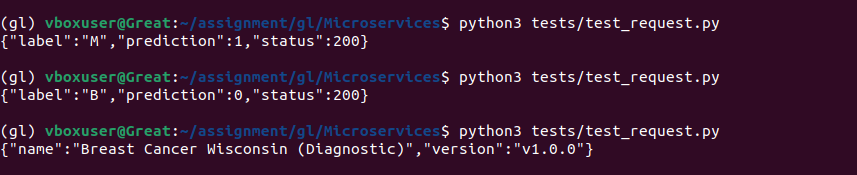 (gl) vboxuser@Great:~/assignment/gl/Microservices$ python3 tests/test_request.py
{"label":"M","prediction":1,"status":200}
(gl) vboxuser@Great:~/assignment/gl/Microservices$ python3 tests/test_request.py
{"label":"B","prediction":0,"status":200}
(gl) vboxuser@Great:~/assignment/gl/Microservices$ python3 tests/test_request.py
{"name":"Breast Cancer Wisconsin (Diagnostic)","version":"v1.0.0"}